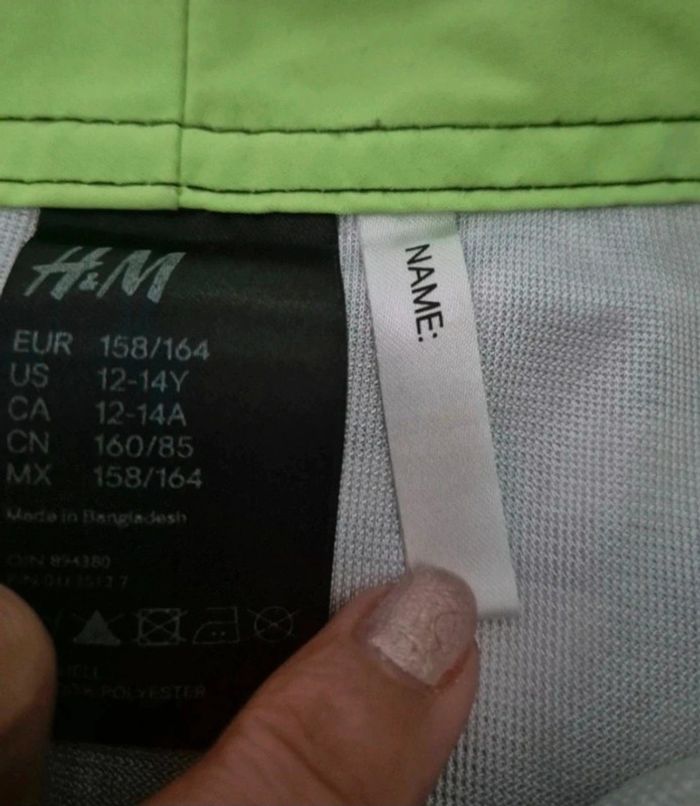 H&M
NAME:
EUR 158/164
US 12-14Y
CA 12-14A
CN 160/85
MX 158/164
Made in Bangladesh
POLYESTER